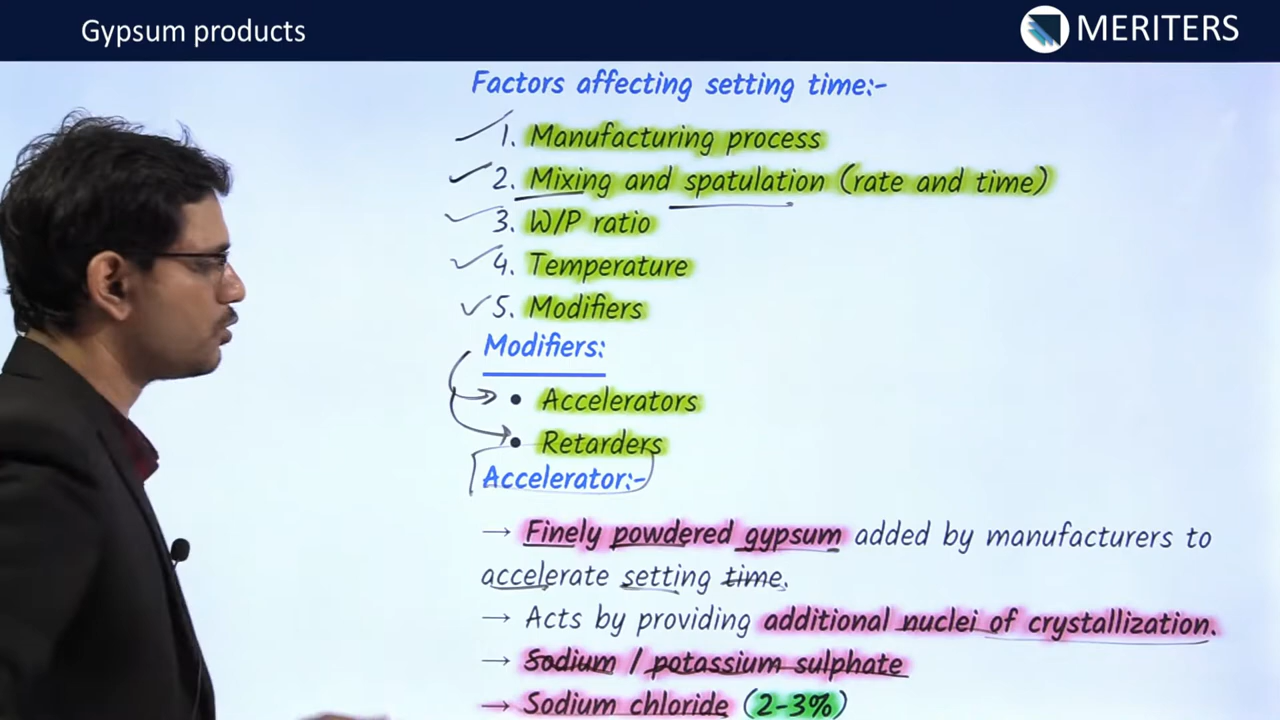 Gypsum products
MERITERS
Factors affecting setting time:-
1. Manufacturing process
2. Mixing and spatulation (rate and time)
3. W/P ratio
4. Temperature
5. Modifiers
Modifiers:
• Accelerators
• Retarders
Accelerator:-
→ Finely powdered gypsum added by manufacturers to
accelerate setting time.
→ Acts by providing additional nuclei of crystallization.
→ Sodium / potassium sulphate
→ Sodium chloride (2-3%)